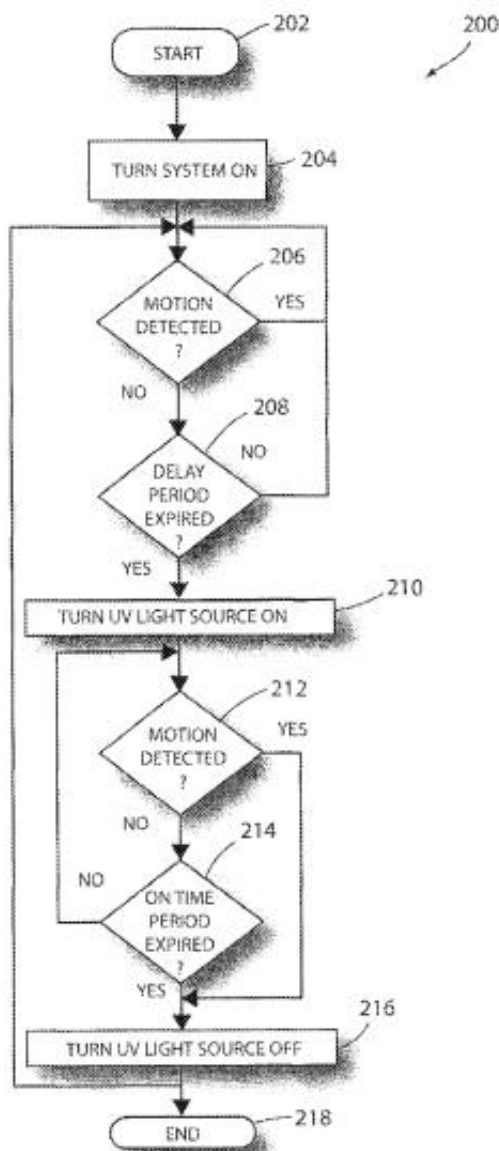 202
200
START
TURN SYSTEM ON
204
206
MOTION
DETECTED
?
YES
NO
208
DELAY
PERIOD
EXPIRED
?
NO
YES
210
TURN UV LIGHT SOURCE ON
212
MOTION
DETECTED
?
YES
NO
214
NO
ON TIME
PERIOD
EXPIRED
?
YES
216
TURN UV LIGHT SOURCE OFF
END
218